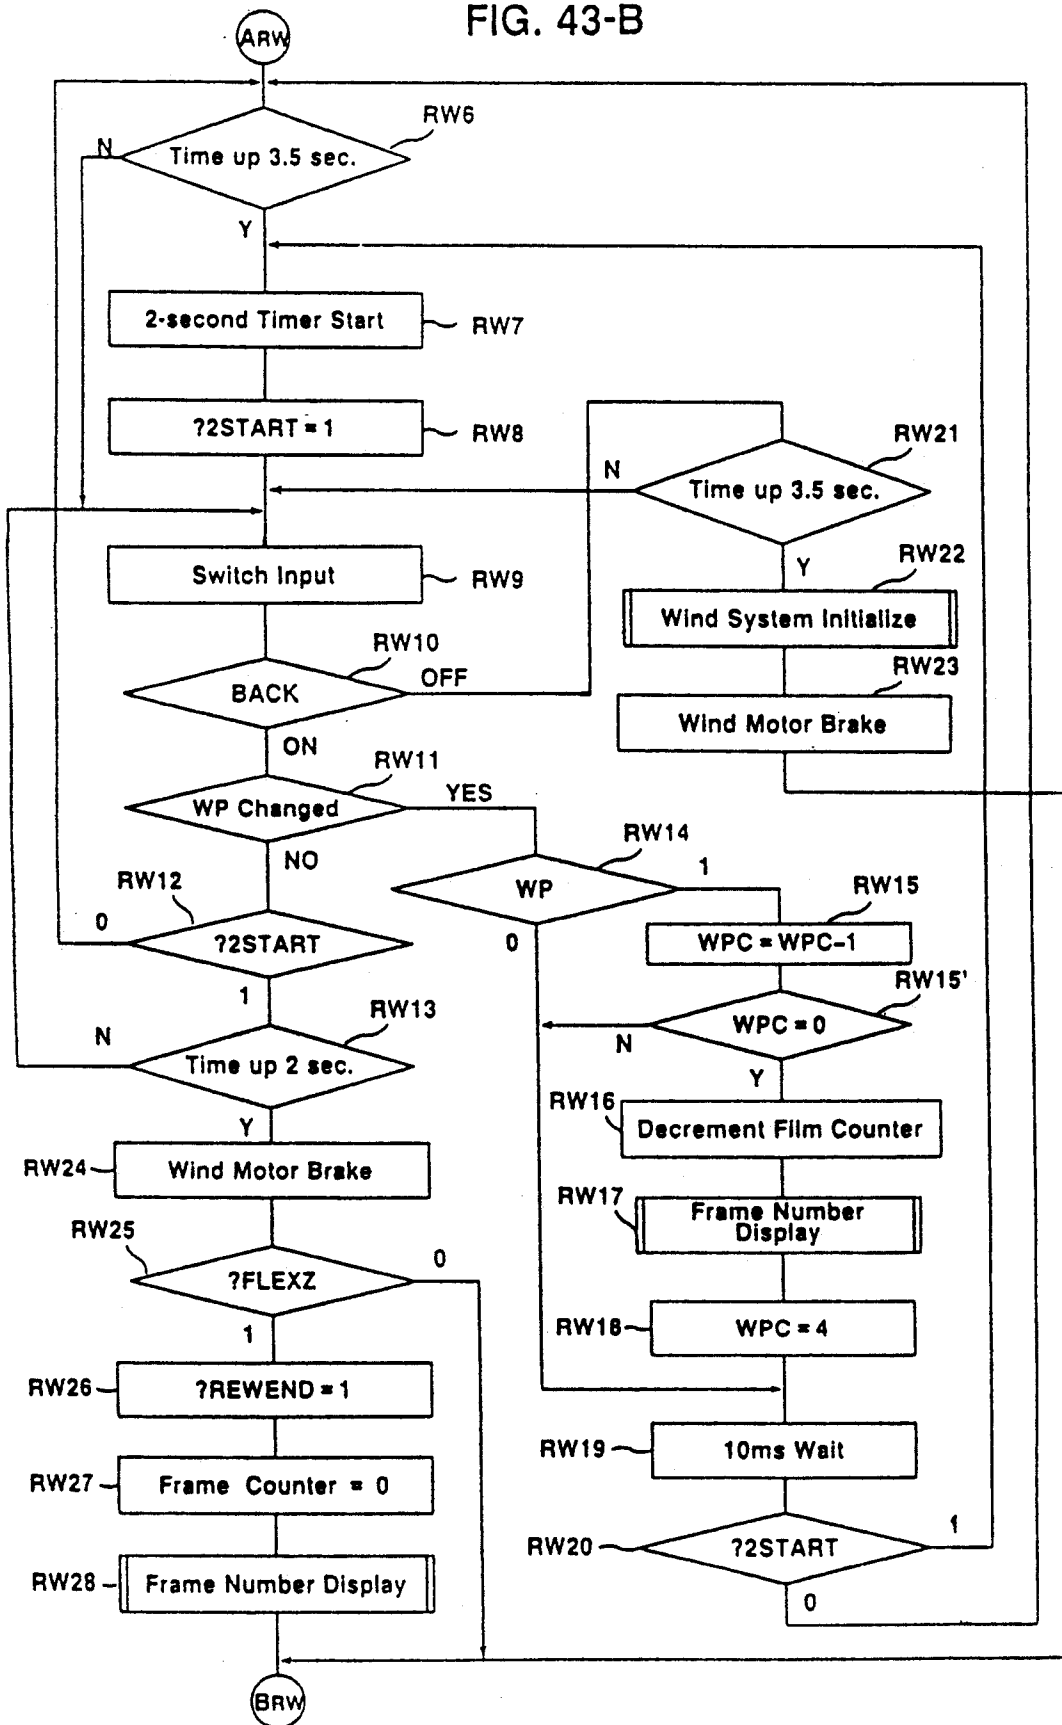 FIG. 43-B
ARW
RW6
N
Time up 3.5 sec.
Y
2-second Timer Start
RW7
?2START = 1
RW8
RW21
N
Time up 3.5 sec.
Y
Switch Input
RW9
RW22
Wind System Initialize
RW10
BACK
OFF
ON
RW23
Wind Motor Brake
RW11
WP Changed
YES
NO
RW14
WP
1
0
RW12
0
?2START
1
RW15
WPC = WPC-1
RW15'
WPC = 0
N
Y
RW13
N
Time up 2 sec.
Y
RW16
Decrement Film Counter
RW24
Wind Motor Brake
RW17
Frame Number
Display
RW25
?FLEXZ
0
1
RW18
WPC = 4
RW26
?REWEND = 1
RW19
10ms Wait
RW27
Frame Counter = 0
RW20
?2START
1
0
RW28
Frame Number Display
BRW